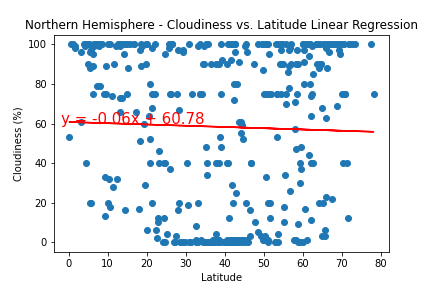 Northern Hemisphere - Cloudiness vs. Latitude Linear Regression
100
80
60
40
20
0
Cloudiness (%)
y = -0.06x + 60.78
0 10 20 30 40 50 60 70 80
Latitude